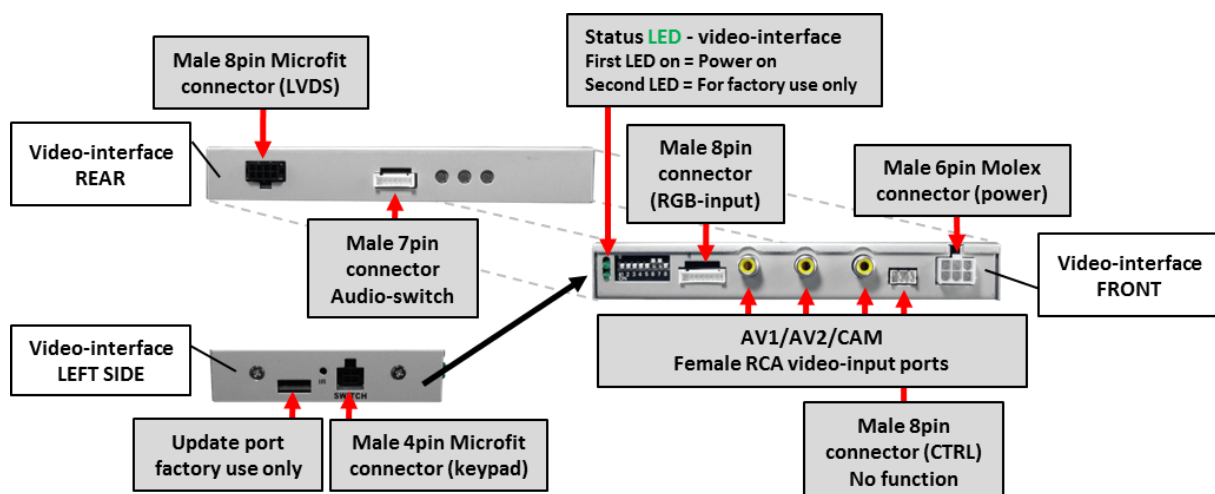 Status LED - video-interface
First LED on = Power on
Second LED = For factory use only
Male 8pin Microfit
connector (LVDS)
Video-interface
REAR
Male 8pin
connector
(RGB-input)
Male 6pin Molex
connector (power)
Male 7pin
connector
Audio-switch
Video-interface
FRONT
Video-interface
LEFT SIDE
AV1/AV2/CAM
Female RCA video-input ports
IR
SWITCH
Update port
factory use only
Male 4pin Microfit
connector (keypad)
Male 8pin
connector (CTRL)
No function